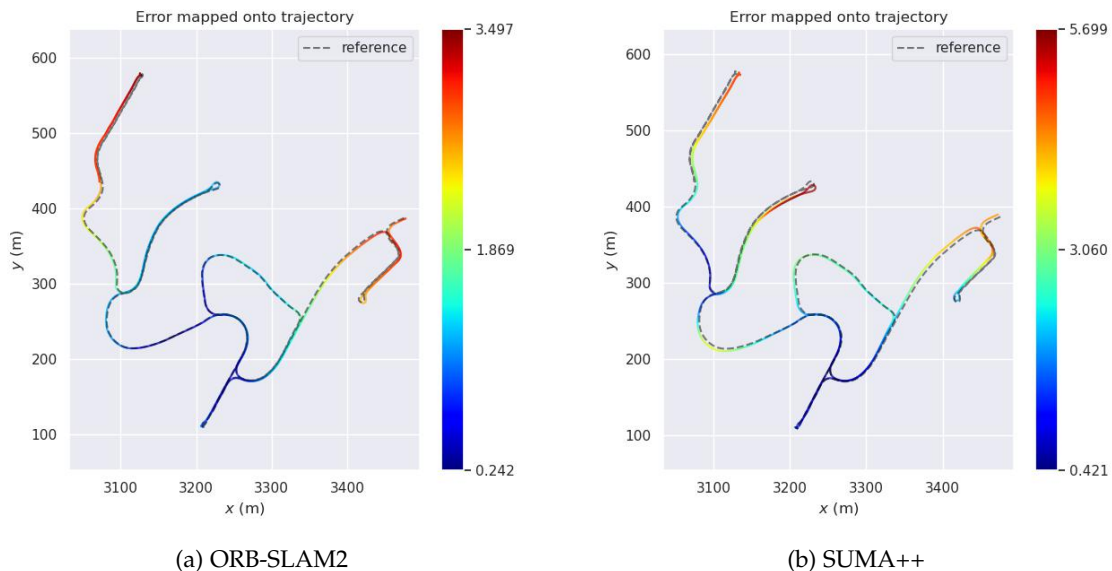 Error mapped onto trajectory
reference
3.497
1.869
0.242
600
500
400
300
200
100
y (m)
3100 3200 3300 3400
x (m)
(a) ORB-SLAM2
Error mapped onto trajectory
reference
5.699
3.060
0.421
600
500
400
300
200
100
y (m)
3100 3200 3300 3400
x (m)
(b) SUMA++